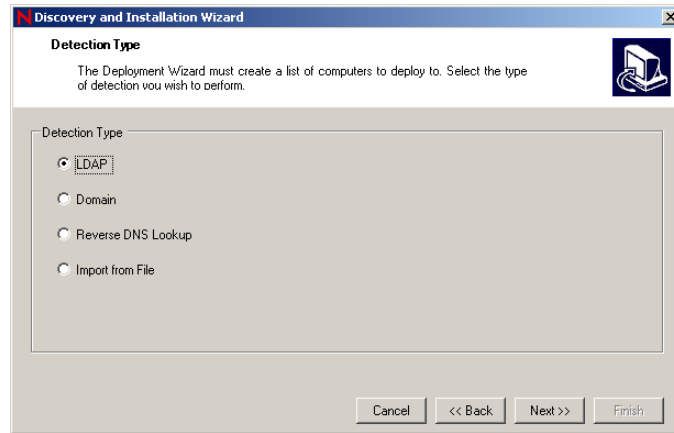 Discovery and Installation Wizard
Detection Type
The Deployment Wizard must create a list of computers to deploy to. Select the type
of detection you wish to perform.
Detection Type
LDAP
Domain
Reverse DNS Lookup
Import from File
Cancel
<< Back
Next >>
Finish